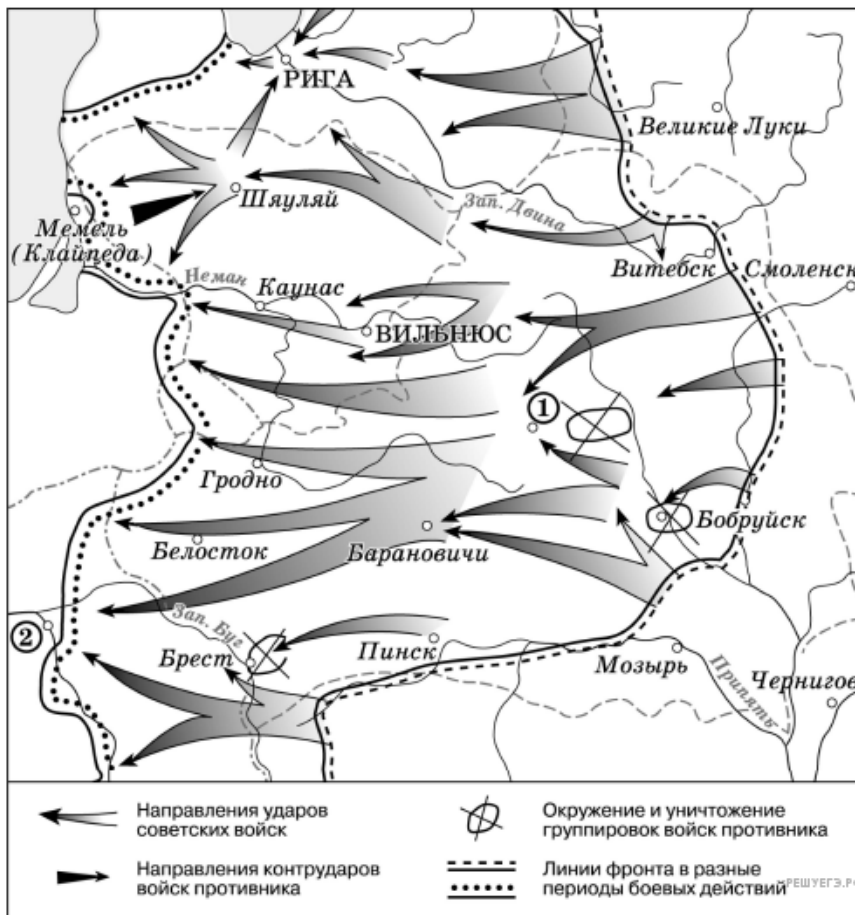 РИГА
Великие Луки
Шяуляй
Зап. Двина
Мемель
(Клайпеда)
Витебск
Смоленск
Неман
Каунас
ВИЛЬНЮС
1
Гродно
Бобруйск
Белосток
Барановичи
2
Зап. Буг
Брест
Пинск
Мозырь
Припять
Чернигов
Направления ударов
советских войск
Окружение и уничтожение
группировок войск противника
Направления контрударов
войск противника
Линии фронта в разные
периоды боевых действий
РЕШУЕГЭ.РФ